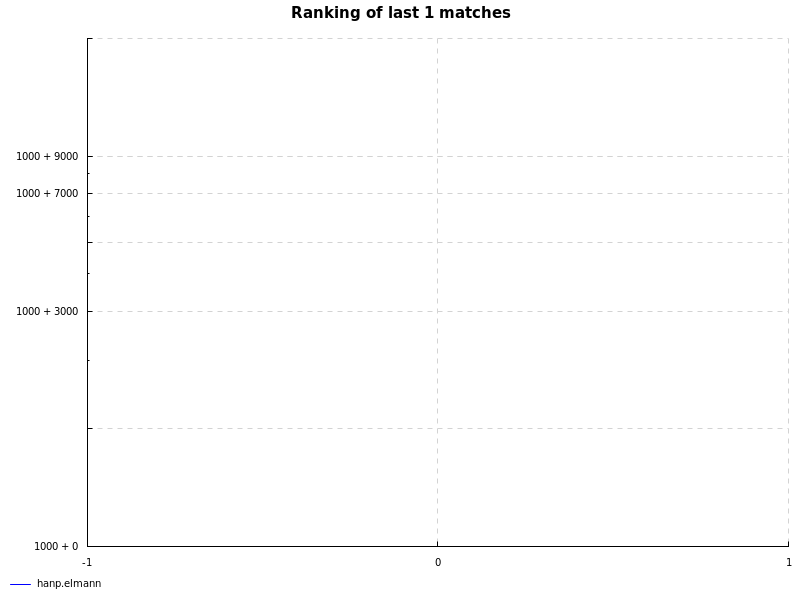 Ranking of last 1 matches
1000 + 9000
1000 + 7000
1000 + 3000
1000 + 0
-1 0 1
hanp.elmann